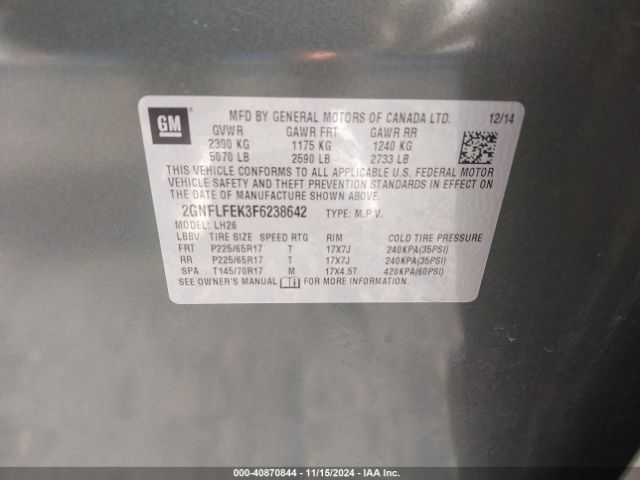 GM
MFD BY GENERAL MOTORS OF CANADA LTD. 12/14
GVWR GAWR FRT GAWR RR
2300 KG 1175 KG 1240 KG
5070 LB 2590 LB 2733 LB
THIS VEHICLE CONFORMS TO ALL APPLICABLE U.S. FEDERAL MOTOR
VEHICLE SAFETY AND THEFT PREVENTION STANDARDS IN EFFECT ON
THE DATE OF MANUFACTURE SHOWN ABOVE.
2GNFLFEK3F6238642 TYPE: M.P.V.
LH26
LBBV TIRE SIZE SPEED RTG RIM COLD TIRE PRESSURE
FRT P225/65R17 T 17X7J 240KPA(35PSI)
RR P225/65R17 T 17X7J 240KPA(35PSI)
SPA T145/70R17 M 17X4.5T 420KPA(60PSI)
SEE OWNER'S MANUAL FOR MORE INFORMATION.
000-40870844 - 11/15/2024 - IAA Inc.